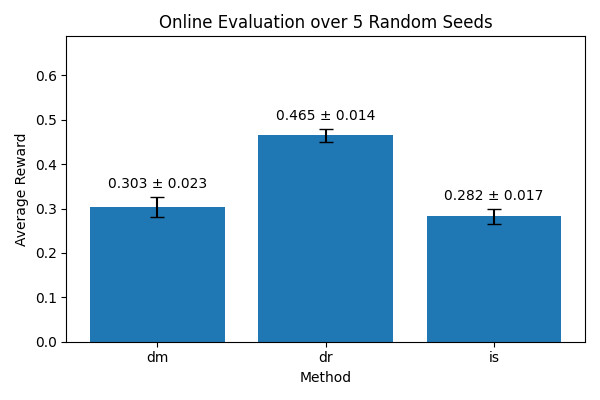 Online Evaluation over 5 Random Seeds
Average Reward
0.6
0.5
0.4
0.3
0.2
0.1
0.0
0.303 ± 0.023
0.465 ± 0.014
0.282 ± 0.017
dm
dr
is
Method